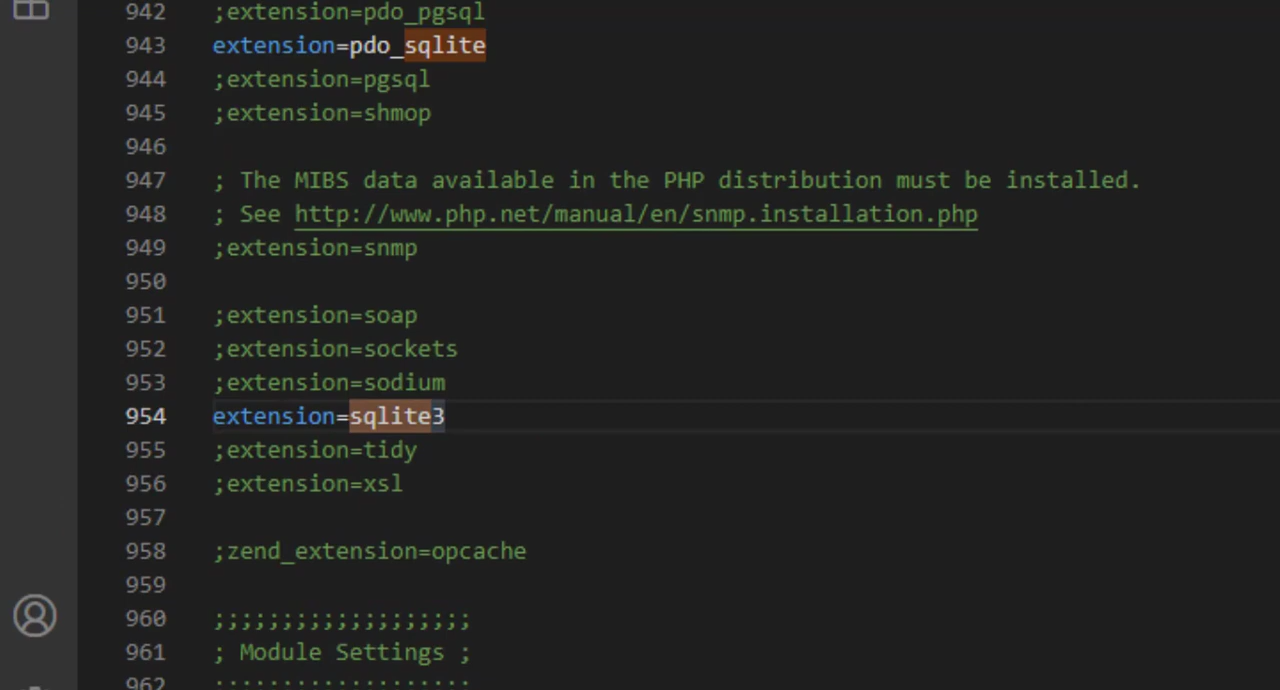 942 ;extension=pdo_pgsql
943 extension=pdo_sqlite
944 ;extension=pgsql
945 ;extension=shmop
946
947 ; The MIBS data available in the PHP distribution must be installed.
948 ; See http://www.php.net/manual/en/snmp.installation.php
949 ;extension=snmp
950
951 ;extension=soap
952 ;extension=sockets
953 ;extension=sodium
954 extension=sqlite3
955 ;extension=tidy
956 ;extension=xsl
957
958 ;zend_extension=opcache
959
960 ;;;;;;;;;;;;;;;;;;;
961 ; Module Settings ;
962 ;;;;;;;;;;;;;;;;;;;